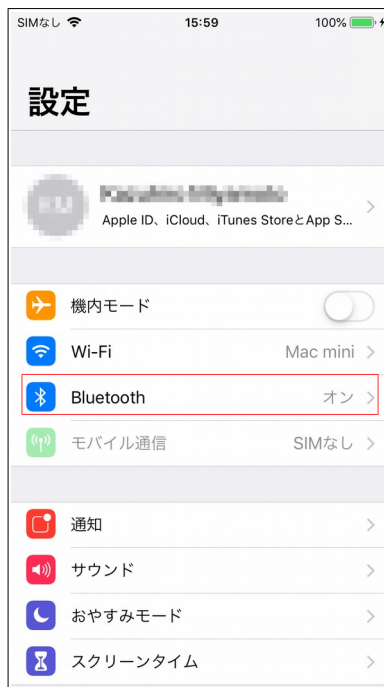 SIMなし 15:59 100%
設定
Apple ID、iCloud、iTunes StoreとApp S...
機内モード
Wi-Fi Mac mini
Bluetooth オン
モバイル通信 SIMなし
通知
サウンド
おやすみモード
スクリーンタイム